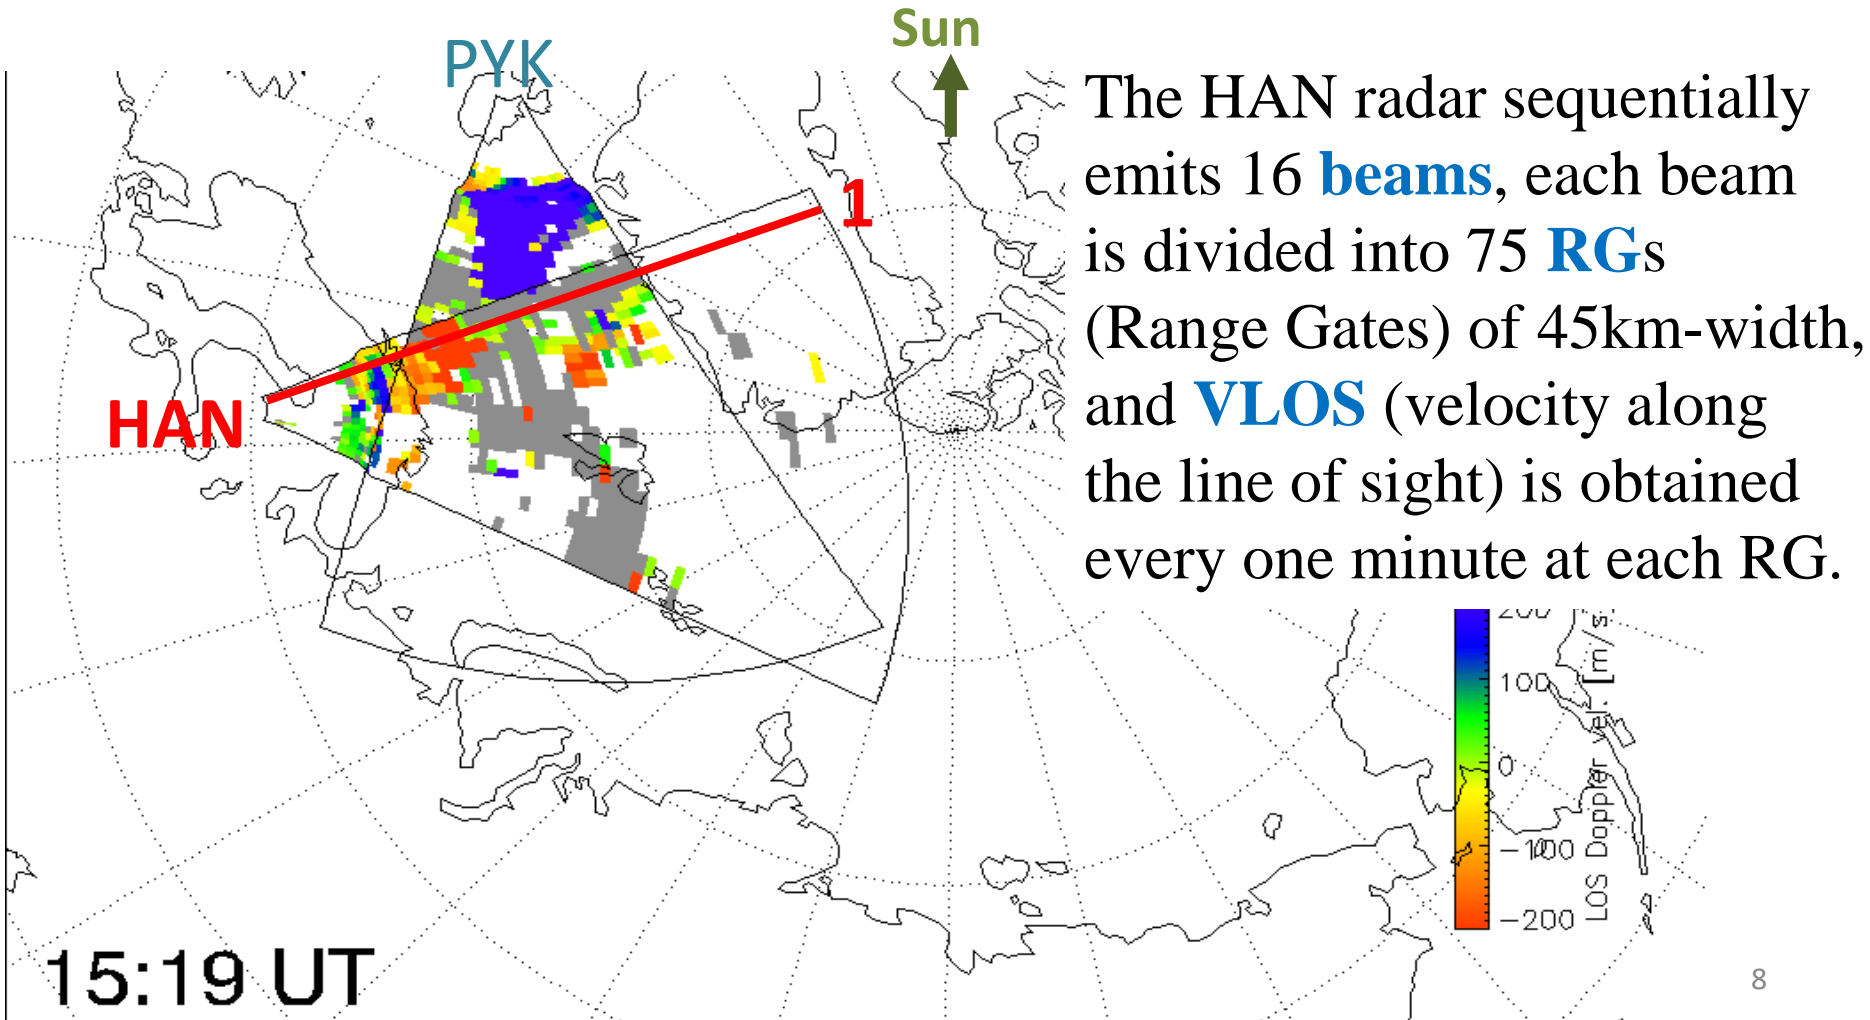 PYK
Sun
1
HAN
The HAN radar sequentially
emits 16 beams, each beam
is divided into 75 RGs
(Range Gates) of 45km-width,
and VLOS (velocity along
the line of sight) is obtained
every one minute at each RG.
200
100
0
-100
-200
LOS Doppler vel. [m/s]
15:19 UT
8